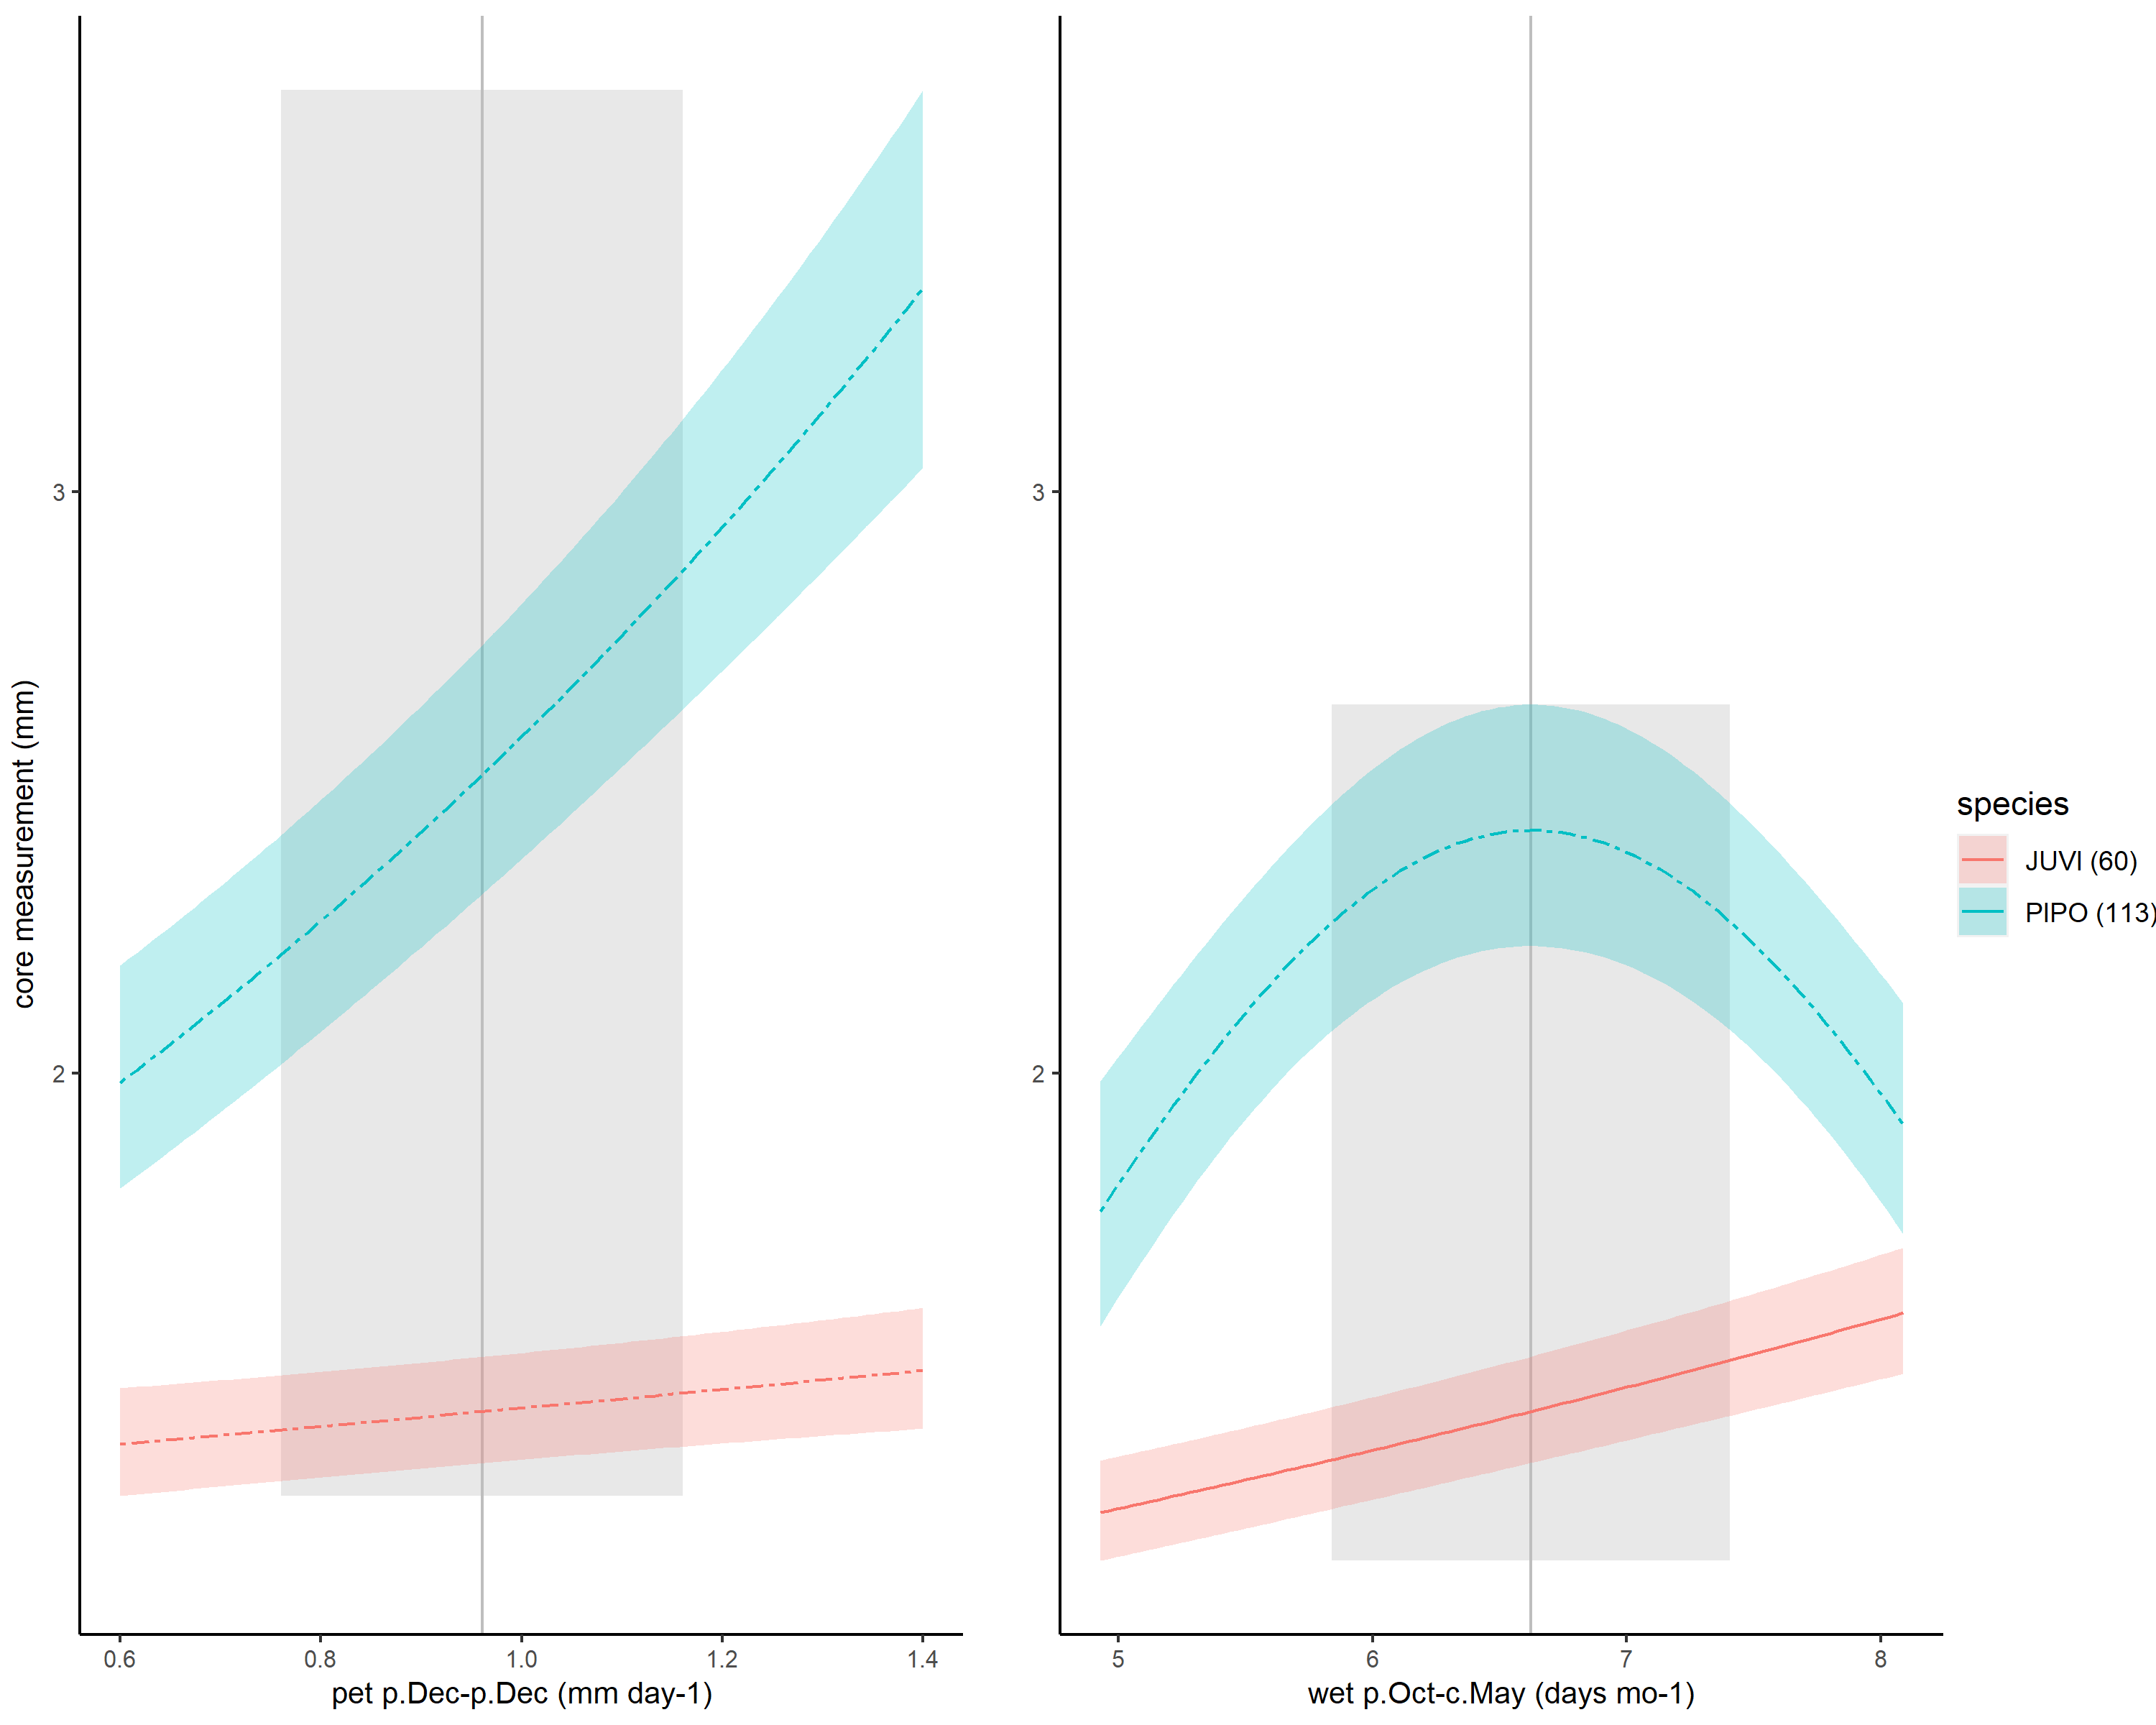 core measurement (mm)
3
2
0.6 0.8 1.0 1.2 1.4
pet p.Dec-p.Dec (mm day-1)
3
2
5 6 7 8
wet p.Oct-c.May (days mo-1)
species
JUVI (60)
PIPO (113)